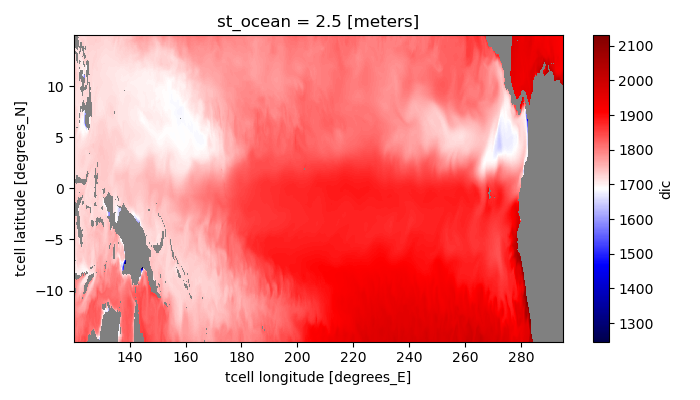 st_ocean = 2.5 [meters]
tcell latitude [degrees_N]
10
5
0
−5
−10
140 160 180 200 220 240 260 280
tcell longitude [degrees_E]
2100
2000
1900
1800
1700
1600
1500
1400
1300
dic